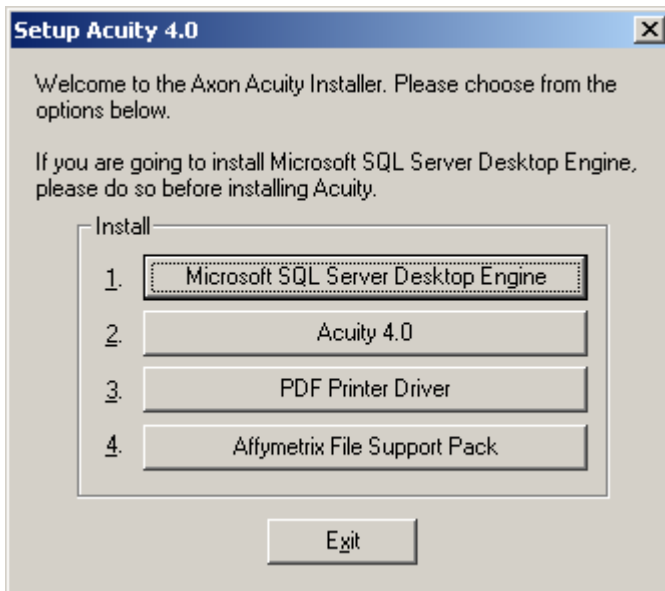 Setup Acuity 4.0
Welcome to the Axon Acuity Installer. Please choose from the
options below.
If you are going to install Microsoft SQL Server Desktop Engine,
please do so before installing Acuity.
Install
1. Microsoft SQL Server Desktop Engine
2. Acuity 4.0
3. PDF Printer Driver
4. Affymetrix File Support Pack
Exit